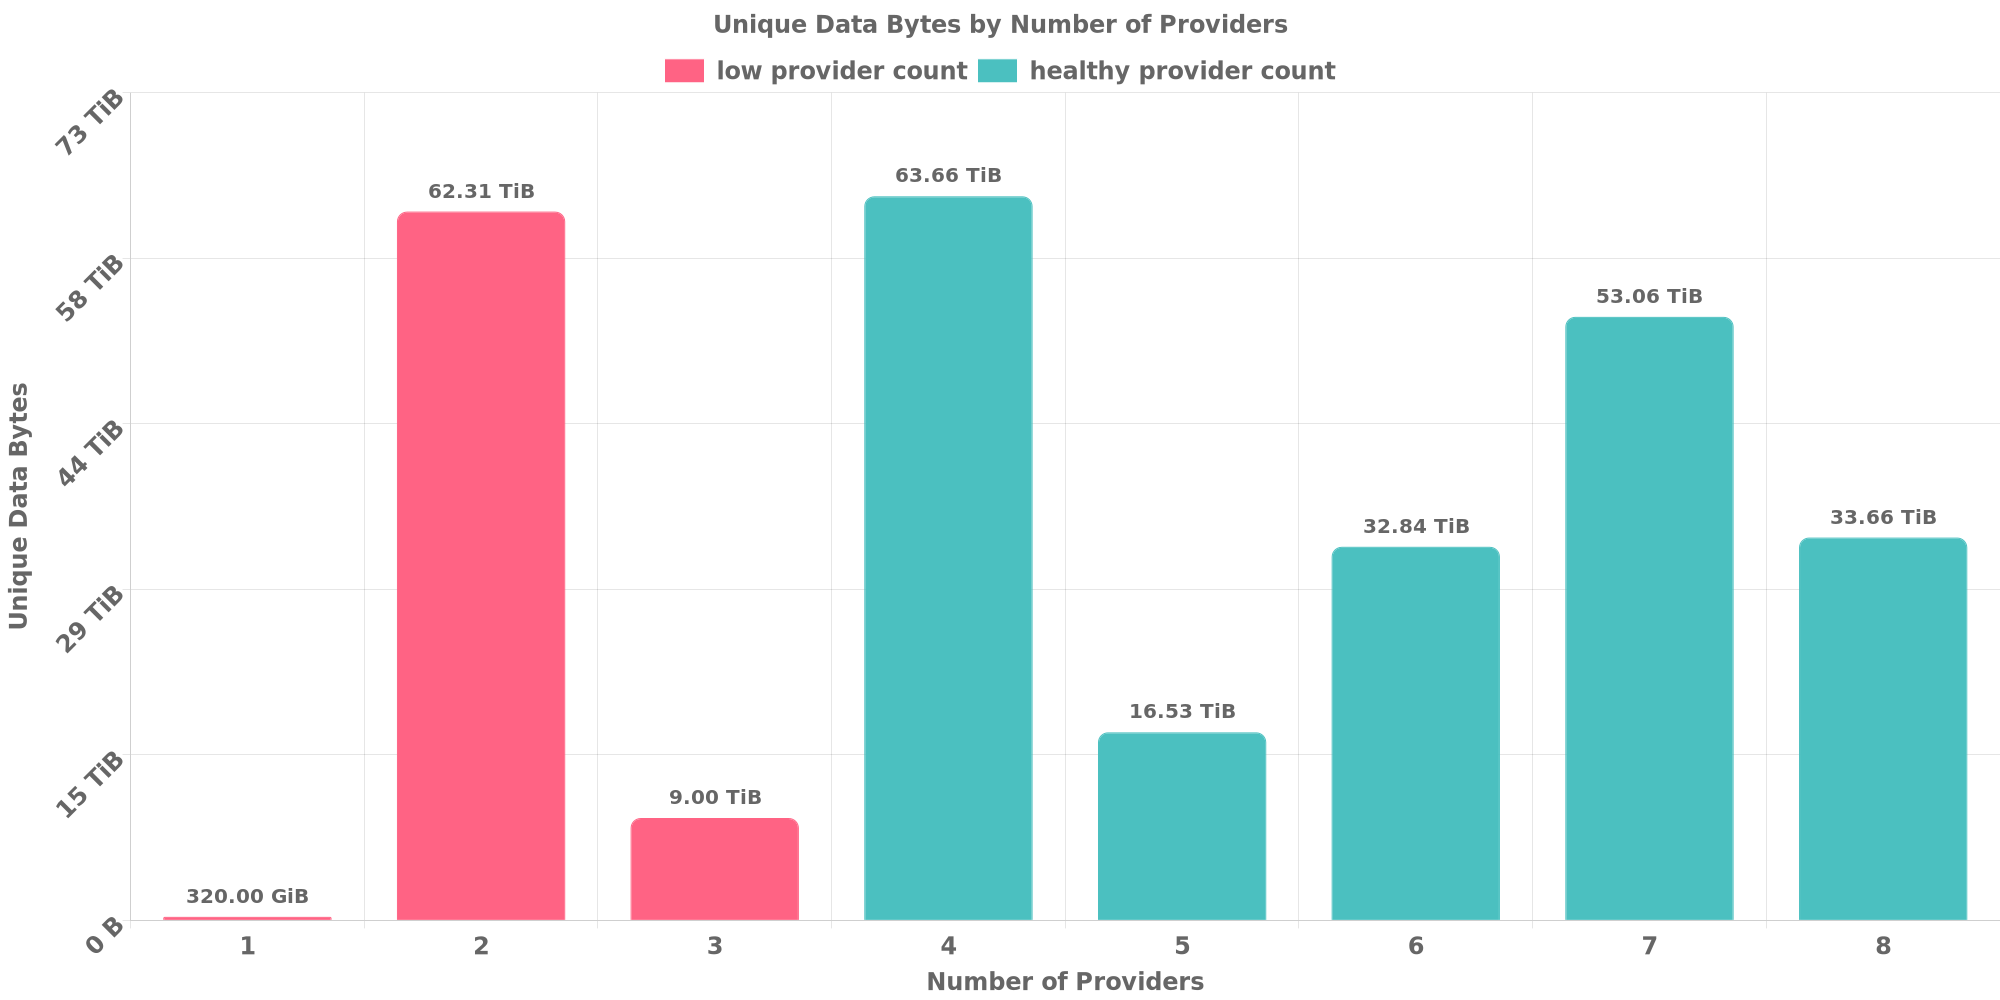 Unique Data Bytes by Number of Providers
low provider count
healthy provider count
73 TiB
58 TiB
44 TiB
29 TiB
15 TiB
0 B
Unique Data Bytes
320.00 GiB
62.31 TiB
9.00 TiB
63.66 TiB
16.53 TiB
32.84 TiB
53.06 TiB
33.66 TiB
1 2 3 4 5 6 7 8
Number of Providers